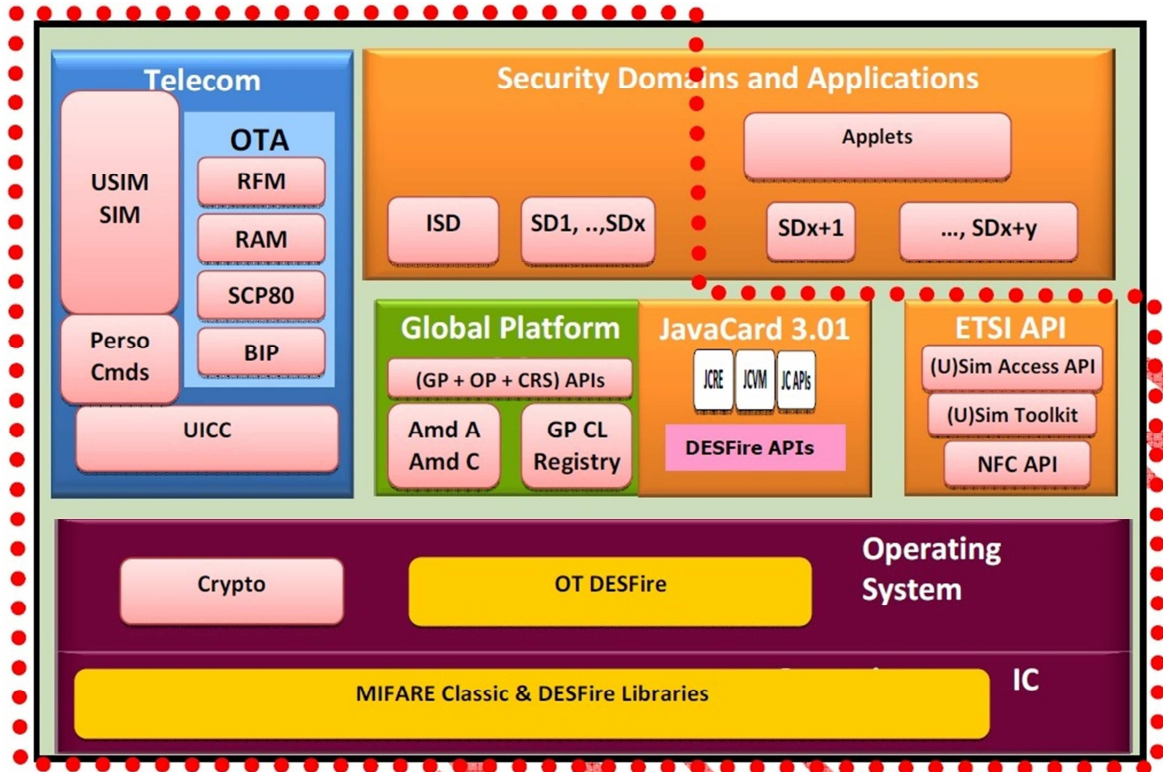 Telecom
USIM
SIM
OTA
RFM
RAM
SCP80
BIP
Perso
Cmds
UICC
Security Domains and Applications
Applets
ISD
SD1, ..,SDx
SDx+1
..., SDx+y
Global Platform
(GP + OP + CRS) APIs
Amd A
Amd C
GP CL
Registry
JavaCard 3.01
JCRE
JCVM
JC APIs
DESFire APIs
ETSI API
(U)Sim Access API
(U)Sim Toolkit
NFC API
Operating
System
Crypto
OT DESFire
IC
MIFARE Classic & DESFire Libraries